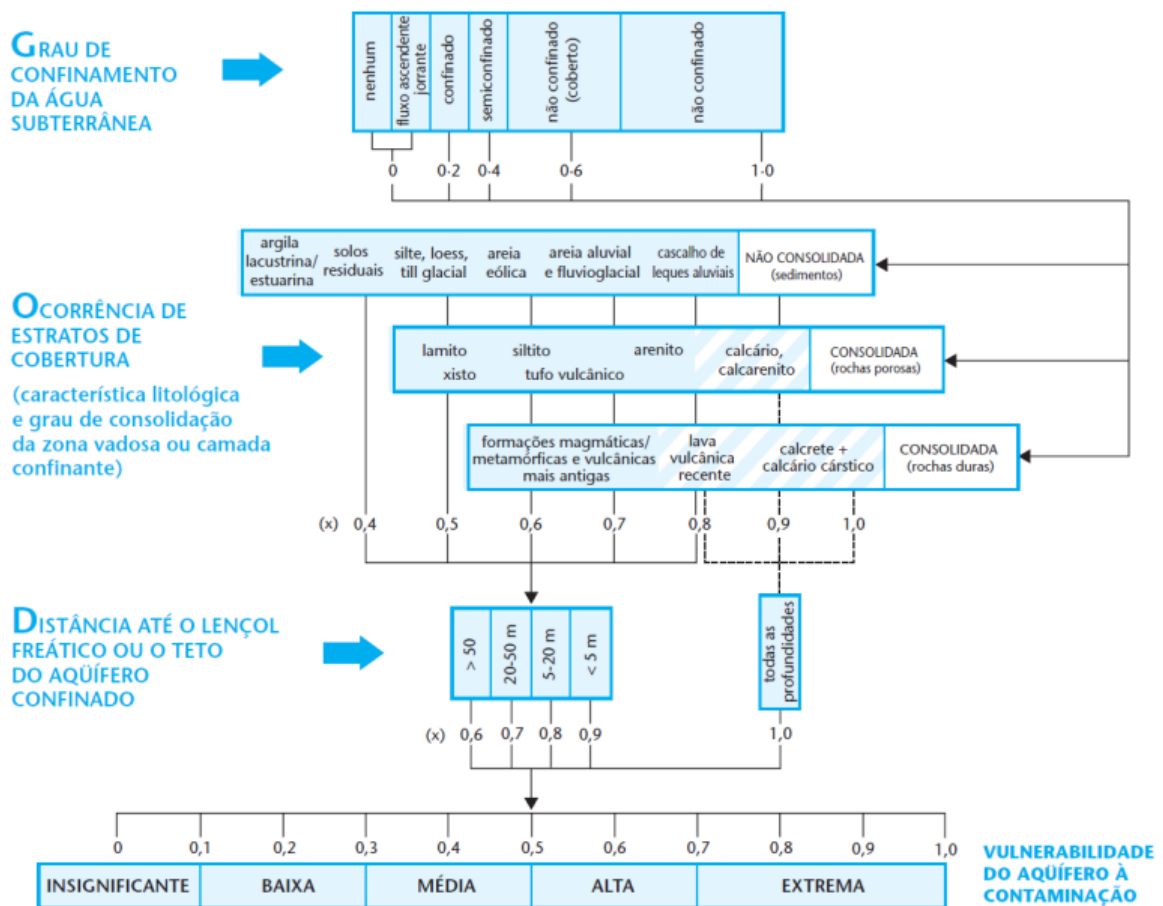 GRAU DE
CONFINAMENTO
DA ÁGUA
SUBTERRÂNEA
nenhum
fluxo ascendente
jorrante
confinado
semiconfinado
não confinado
(coberto)
não confinado
0
0·2
0·4
0·6
1·0
OCORRÊNCIA DE
ESTRATOS DE
COBERTURA
(característica litológica
e grau de consolidação
da zona vadosa ou camada
confinante)
argila
lacustrina/
estuarina
solos
residuais
silte, loess,
till glacial
areia
eólica
areia aluvial
e fluvioglacial
cascalho de
leques aluviais
NÃO CONSOLIDADA
(sedimentos)
lamito
xisto
siltito
tufo vulcânico
arenito
calcário,
calcarenito
CONSOLIDADA
(rochas porosas)
formações magmáticas/
metamórficas e vulcânicas
mais antigas
lava
vulcânica
recente
calcrete +
calcário cárstico
CONSOLIDADA
(rochas duras)
(x) 0,4 0,5 0,6 0,7 0,8 0,9 1,0
DISTÂNCIA ATÉ O LENÇOL
FREÁTICO OU O TETO
DO AQÜÍFERO
CONFINADO
> 50
20-50 m
5-20 m
< 5 m
todas as
profundidades
(x) 0,6 0,7 0,8 0,9 1,0
0 0,1 0,2 0,3 0,4 0,5 0,6 0,7 0,8 0,9 1,0
INSIGNIFICANTE BAIXA MÉDIA ALTA EXTREMA
VULNERABILIDADE
DO AQÜÍFERO À
CONTAMINAÇÃO